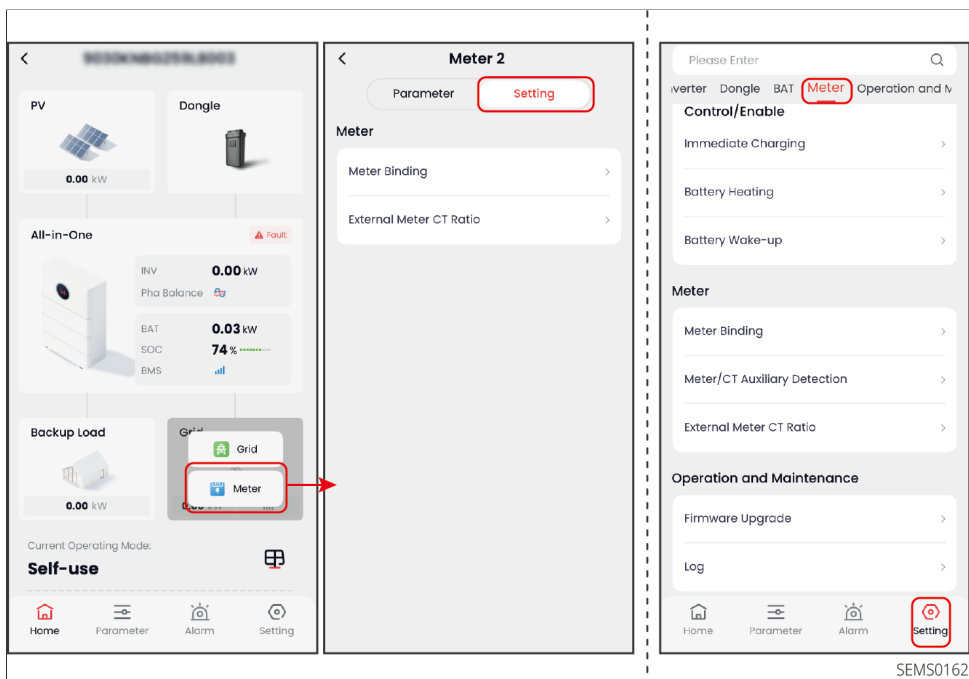 PV
Dongle
0.00 kW
All-in-One
Fault
INV 0.00 kW
Pha Balance
BAT 0.03 kW
SOC 74 %
BMS
Backup Load
Grid
Grid
Meter
0.00 kW
Current Operating Mode:
Self-use
Home Parameter Alarm Setting
Meter 2
Parameter Setting
Meter
Meter Binding
External Meter CT Ratio
Please Enter
verter Dongle BAT Meter Operation and M
Control/Enable
Immediate Charging
Battery Heating
Battery Wake-up
Meter
Meter Binding
Meter/CT Auxiliary Detection
External Meter CT Ratio
Operation and Maintenance
Firmware Upgrade
Log
Home Parameter Alarm Setting
SEMS0162